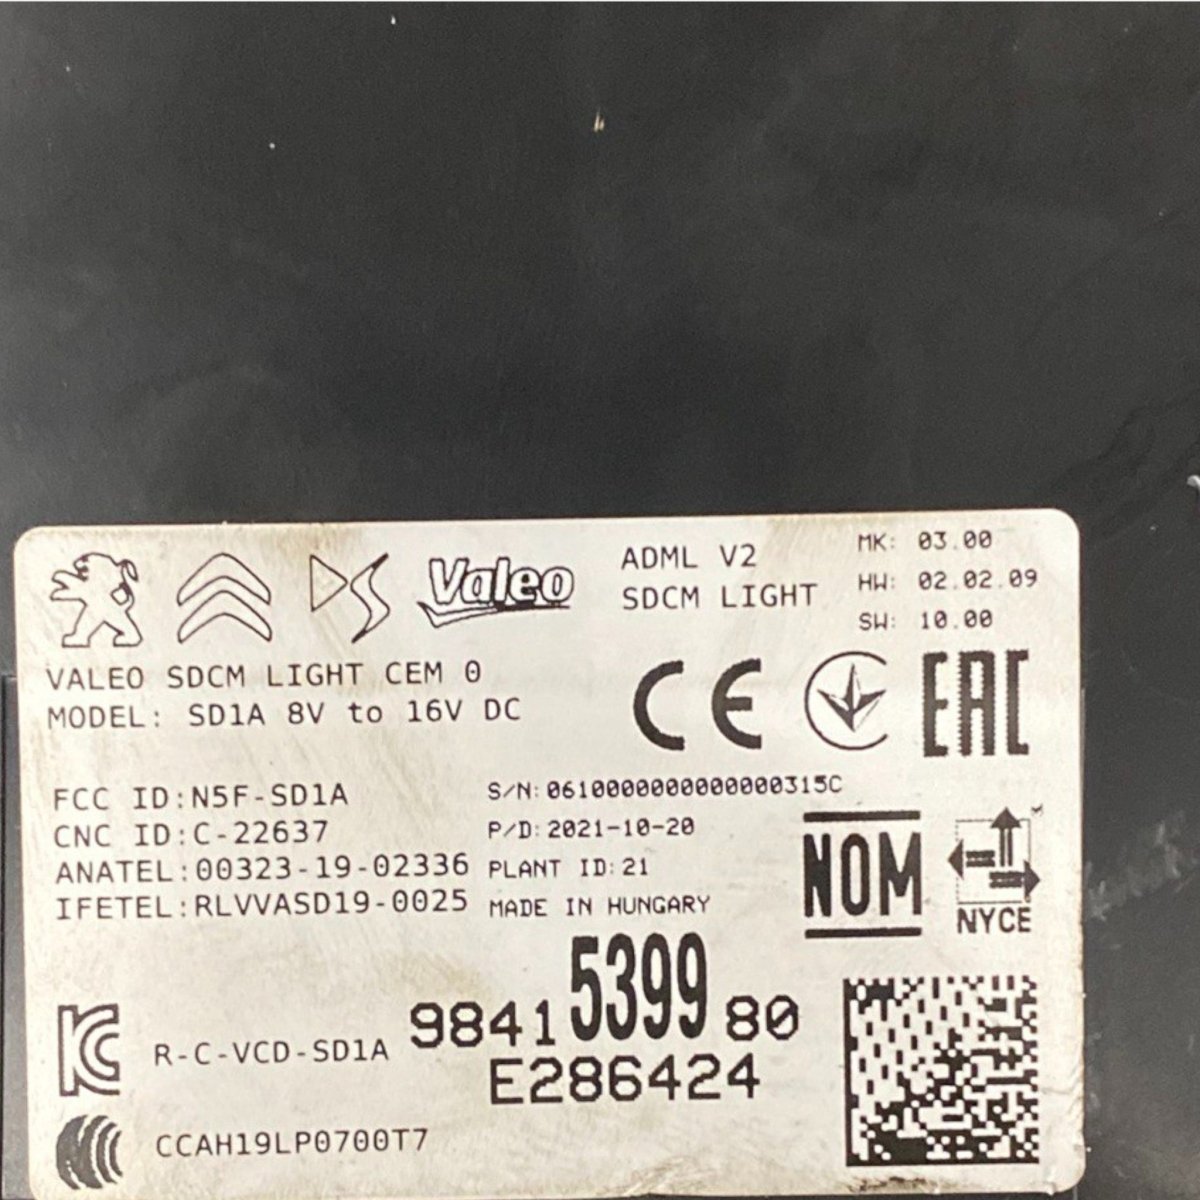 Valeo
ADML V2
SDCM LIGHT
MK: 03.00
HW: 02.02.09
SW: 10.00
VALEO SDCM LIGHT CEM 0
MODEL: SD1A 8V to 16V DC
CE
EAC
FCC ID:N5F-SD1A
CNC ID:C-22637
ANATEL:00323-19-02336
IFETEL:RLVVASD19-0025
S/N:0610000000000000315C
P/D:2021-10-20
PLANT ID:21
MADE IN HUNGARY
NOM
NYCE
9841539980
E286424
R-C-VCD-SD1A
CCAH19LP0700T7